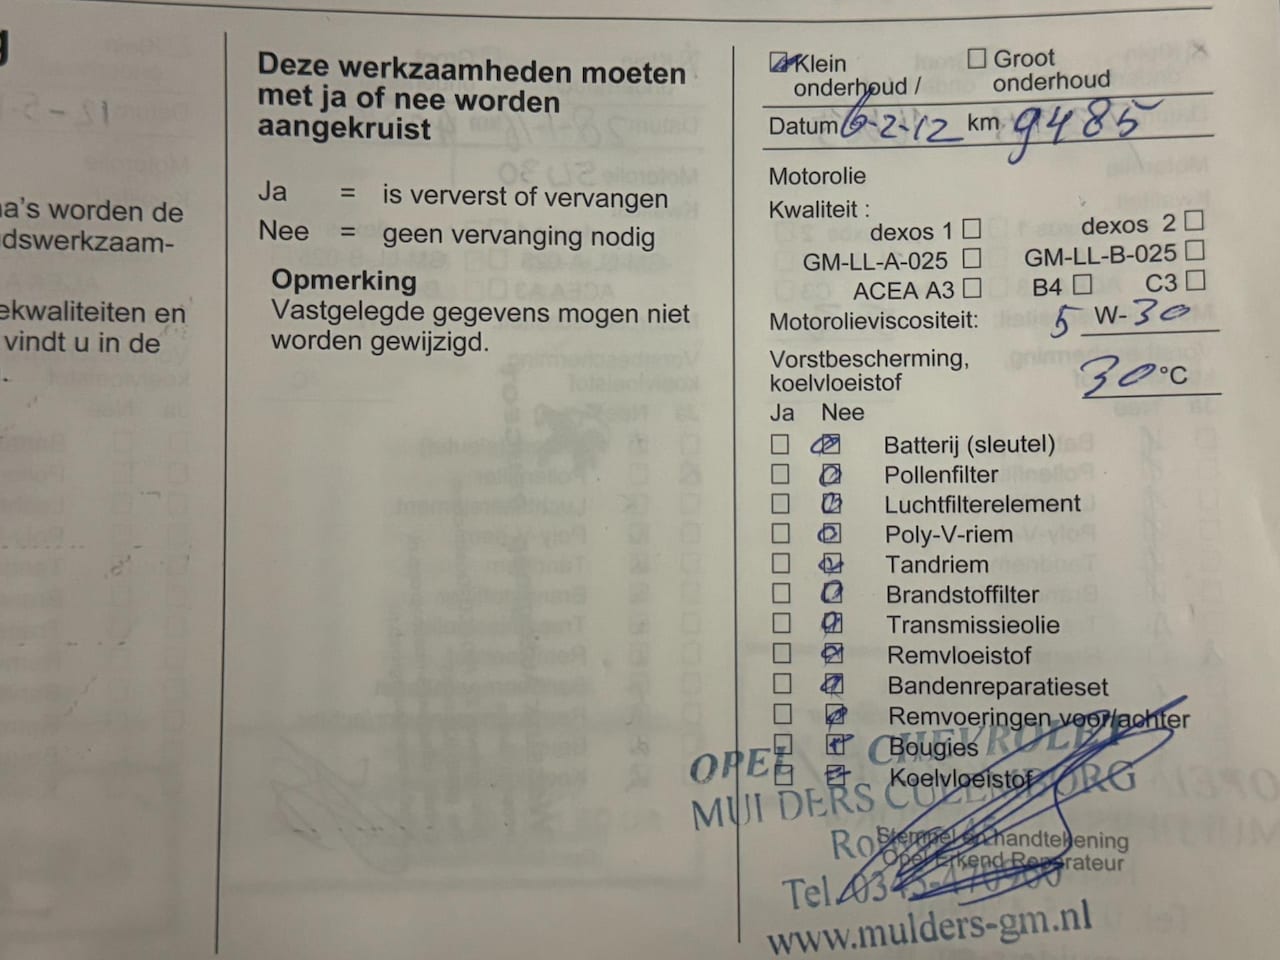 g
na's worden de
dswerkzaam-
ekwaliteiten en
vindt u in de
.
Deze werkzaamheden moeten
met ja of nee worden
aangekruist
Ja = is ververst of vervangen
Nee = geen vervanging nodig
Opmerking
Vastgelegde gegevens mogen niet
worden gewijzigd.
Klein Groot
onderhoud / onderhoud
Datum 6-2-12 km 9485
Motorolie
Kwaliteit :
dexos 1 dexos 2
GM-LL-A-025 GM-LL-B-025
ACEA A3 B4 C3
Motorolieviscositeit: 5 W-30
Vorstbescherming,
koelvloeistof 30 °C
Ja Nee
Batterij (sleutel)
Pollenfilter
Luchtfilterelement
Poly-V-riem
Tandriem
Brandstoffilter
Transmissieolie
Remvloeistof
Bandenreparatieset
Remvoeringen voor/achter
Bougies
Koelvloeistof
Stempel en handtekening
Opel Erkend Reparateur
OPEL CHEVROLET
MULDERS CULEMBORG
Tel. 0345-470900
www.mulders-gm.nl